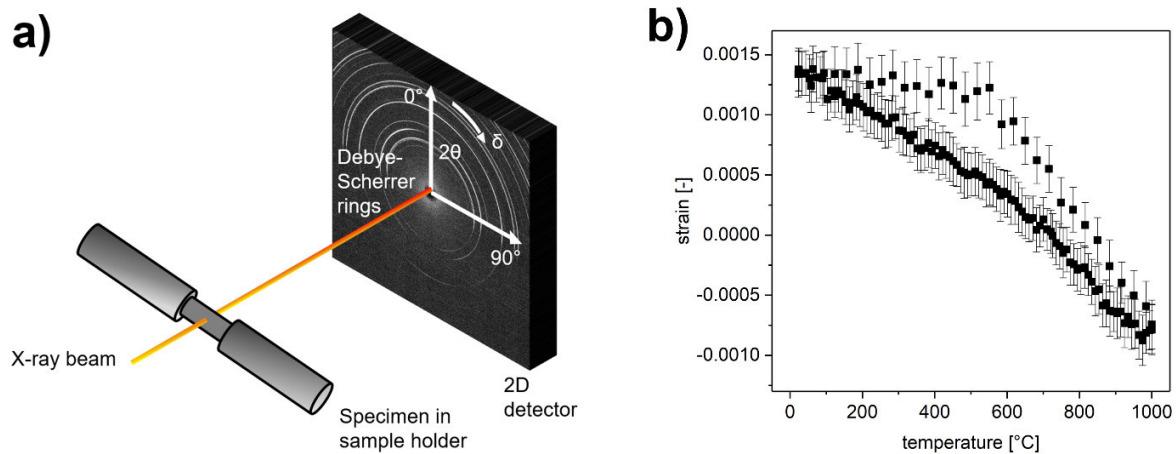 a)
0°
δ
2θ
Debye-
Scherrer
rings
90°
X-ray beam
2D
detector
Specimen in
sample holder
b)
0.0015
0.0010
0.0005
0.0000
-0.0005
-0.0010
strain [-]
0 200 400 600 800 1000
temperature [°C]